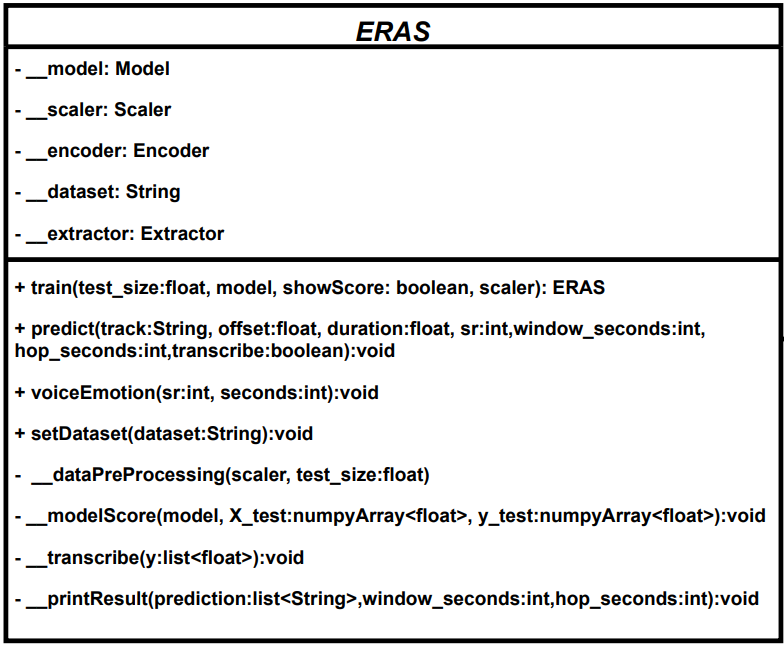 ERAS
- __model: Model
- __scaler: Scaler
- __encoder: Encoder
- __dataset: String
- __extractor: Extractor
+ train(test_size:float, model, showScore: boolean, scaler): ERAS
+ predict(track:String, offset:float, duration:float, sr:int,window_seconds:int,
hop_seconds:int,transcribe:boolean):void
+ voiceEmotion(sr:int, seconds:int):void
+ setDataset(dataset:String):void
- __dataPreProcessing(scaler, test_size:float)
- __modelScore(model, X_test:numpyArray<float>, y_test:numpyArray<float>):void
- __transcribe(y:list<float>):void
- __printResult(prediction:list<String>,window_seconds:int,hop_seconds:int):void